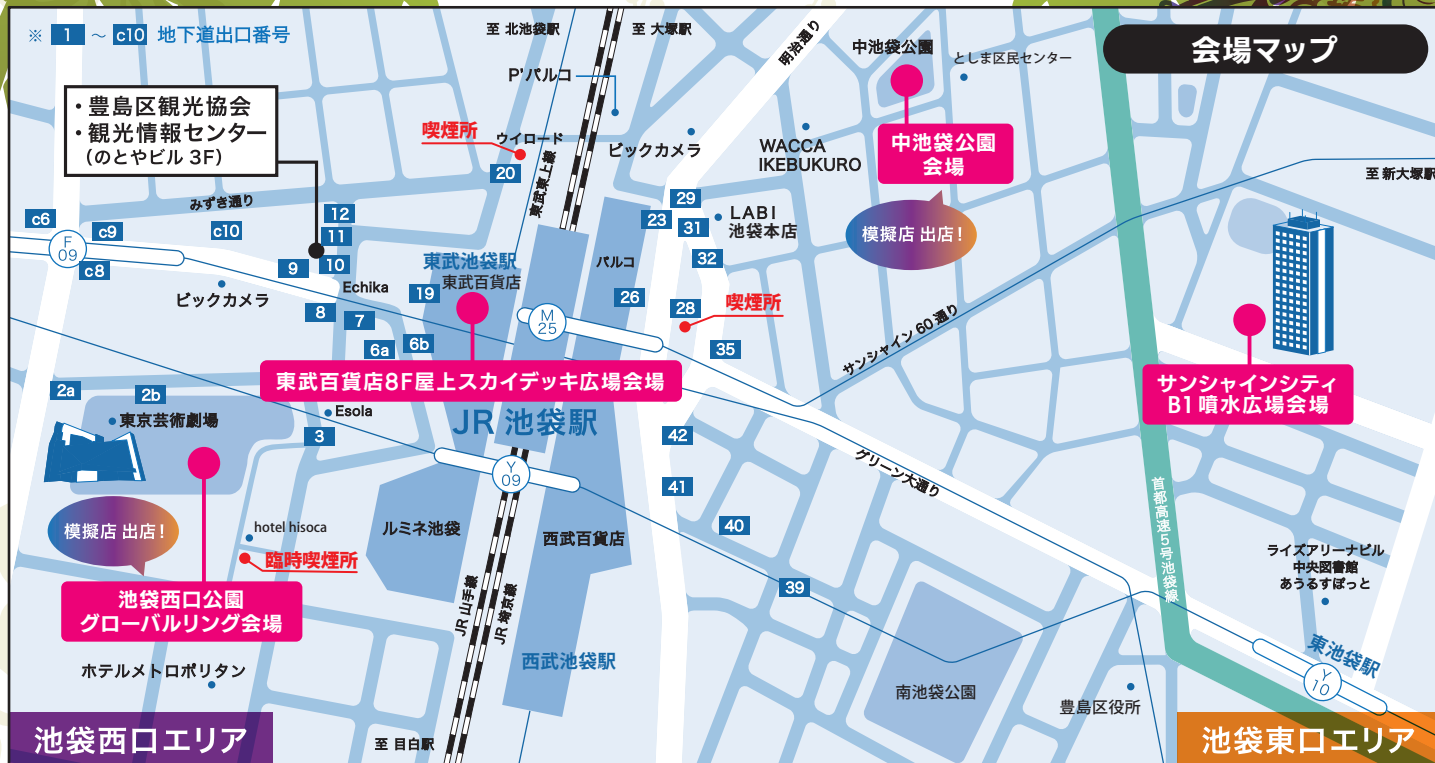 ※ 1 ～ c10 地下道出口番号
会場マップ
至 北池袋駅
至 大塚駅
明治通り
中池袋公園
としま区民センター
P'パルコ
・豊島区観光協会
・観光情報センター
（のとやビル 3F）
喫煙所
ウイロード
20
東武東上線
ビックカメラ
WACCA
IKEBUKURO
中池袋公園
会場
模擬店 出店！
至 新大塚駅
みずき通り
c6
c9
c10
F
09
c8
12
11
10
9
ビックカメラ
Echika
8
7
6a
6b
19
東武池袋駅
東武百貨店
パルコ
26
M
25
29
23
31
32
28
35
LABI
池袋本店
喫煙所
サンシャイン60通り
東武百貨店8F屋上スカイデッキ広場会場
サンシャインシティ
B1噴水広場会場
2a
2b
東京芸術劇場
Esola
3
JR 池袋駅
42
41
40
39
グリーン大通り
首都高速5号池袋線
Y
09
模擬店 出店！
hotel hisoca
臨時喫煙所
ルミネ池袋
西武百貨店
池袋西口公園
グローバルリング会場
JR 山手線
JR 埼京線
西武池袋駅
ホテルメトロポリタン
南池袋公園
豊島区役所
ライズアリーナビル
中央図書館
あうるすぽっと
東池袋駅
Y
10
至 目白駅
池袋西口エリア
池袋東口エリア